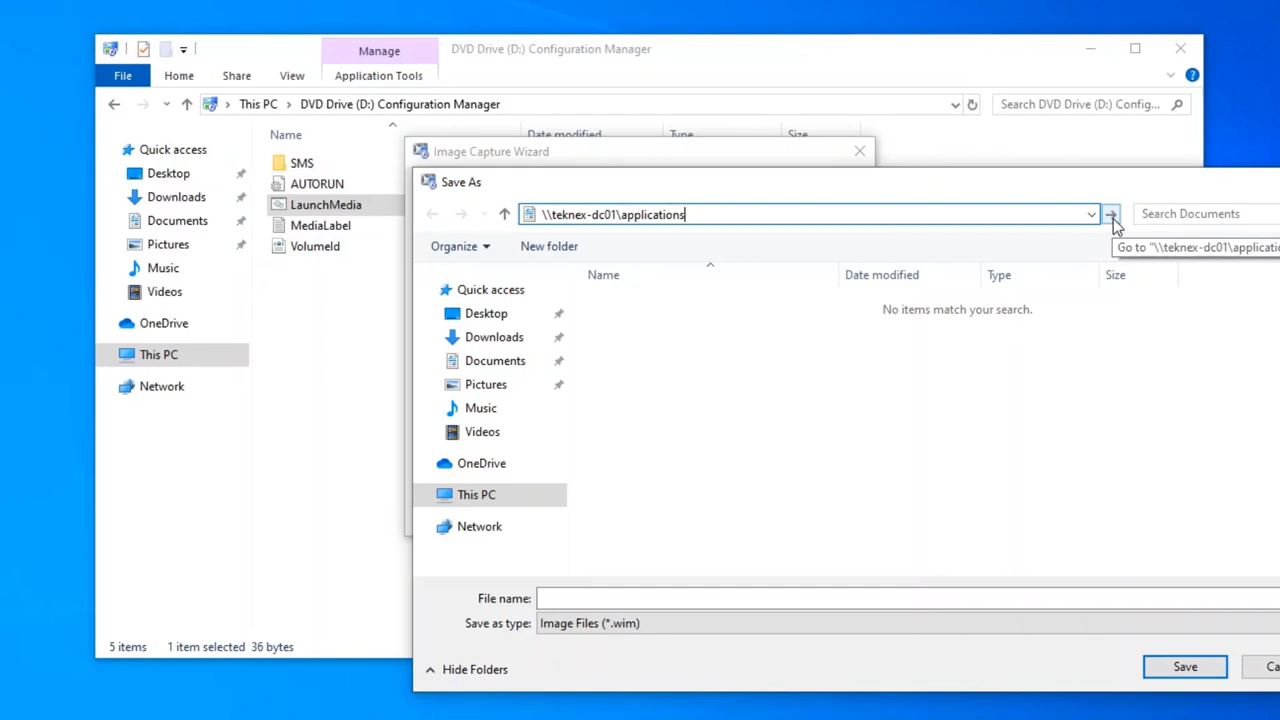 Manage
DVD Drive (D:) Configuration Manager
File
Home
Share
View
Application Tools
This PC
DVD Drive (D:) Configuration Manager
Search DVD Drive (D:) Config...
Name
Date modified
Type
Size
Quick access
Desktop
Downloads
Documents
Pictures
Music
Videos
OneDrive
This PC
Network
SMS
AUTORUN
LaunchMedia
MediaLabel
VolumeId
5 items
1 item selected
36 bytes
Image Capture Wizard
Save As
\\teknex-dc01\applications
Search Documents
Go to "\\teknex-dc01\applicatio
Organize
New folder
Name
Date modified
Type
Size
No items match your search.
Quick access
Desktop
Downloads
Documents
Pictures
Music
Videos
OneDrive
This PC
Network
File name:
Save as type:
Image Files (*.wim)
Hide Folders
Save
Ca